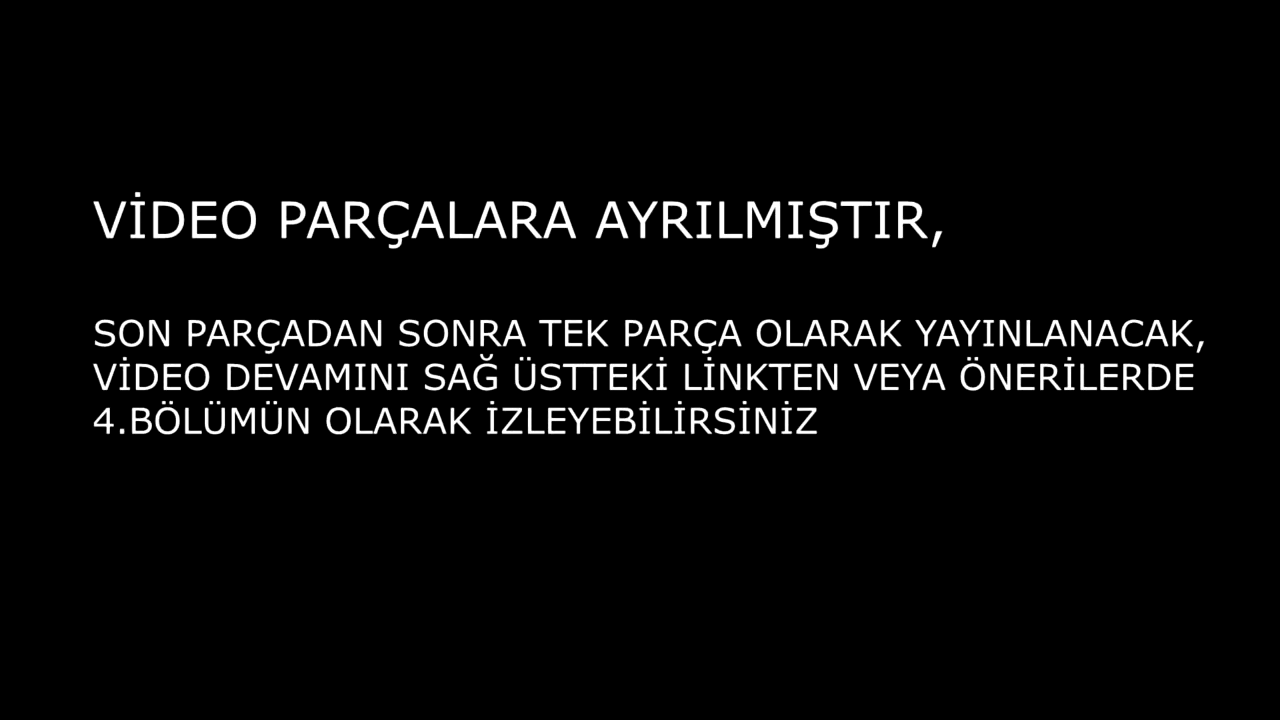 VİDEO PARÇALARA AYRILMIŞTIR,
SON PARÇADAN SONRA TEK PARÇA OLARAK YAYINLANACAK,
VİDEO DEVAMINI SAĞ ÜSTTEKİ LİNKTEN VEYA ÖNERİLERDE
4.BÖLÜMÜN OLARAK İZLEYEBİLİRSİNİZ